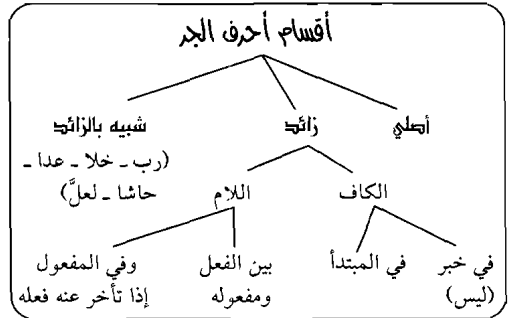 أقسام أحرف الجر
أصلي زائد شبيه بالزائد
(رب ـ خلا ـ عدا ـ
حاشا ـ لعلَّ)
الكاف اللام
في خبر
(ليس)
في المبتدأ
بين الفعل
ومفعوله
وفي المفعول
إذا تأخر عنه فعله